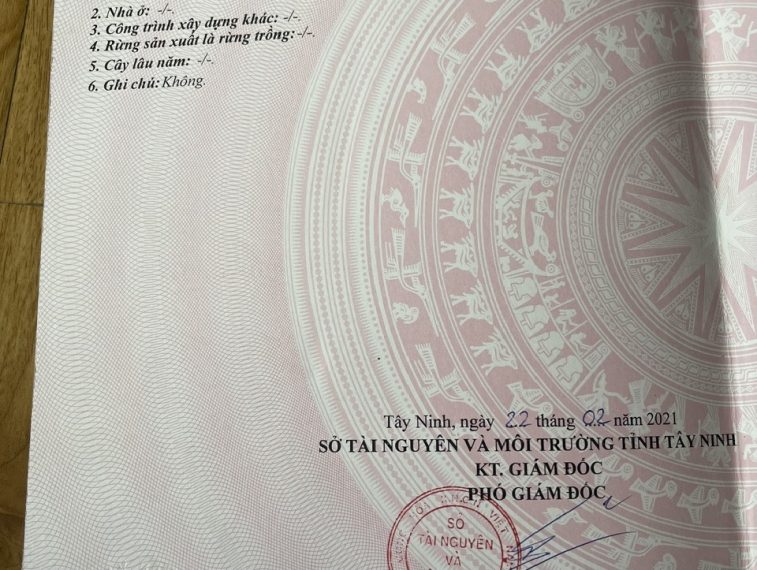 2. Nhà ở: -/-.
3. Công trình xây dựng khác: -/-.
4. Rừng sản xuất là rừng trồng: -/-.
5. Cây lâu năm: -/-.
6. Ghi chú: Không.
Tây Ninh, ngày 22 tháng 02 năm 2021
SỞ TÀI NGUYÊN VÀ MÔI TRƯỜNG TỈNH TÂY NINH
KT. GIÁM ĐỐC
PHÓ GIÁM ĐỐC
SỞ
TÀI NGUYÊN
VÀ